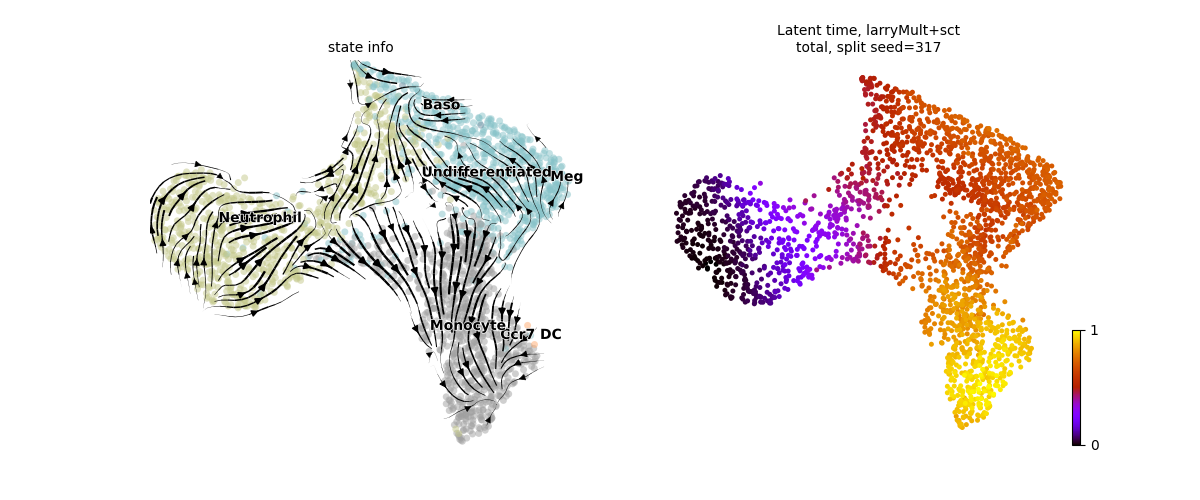 state info
Baso
Undifferentiated
Meg
Neutrophil
Monocyte
Ccr7 DC
Latent time, larryMult+sct
total, split seed=317
1
0